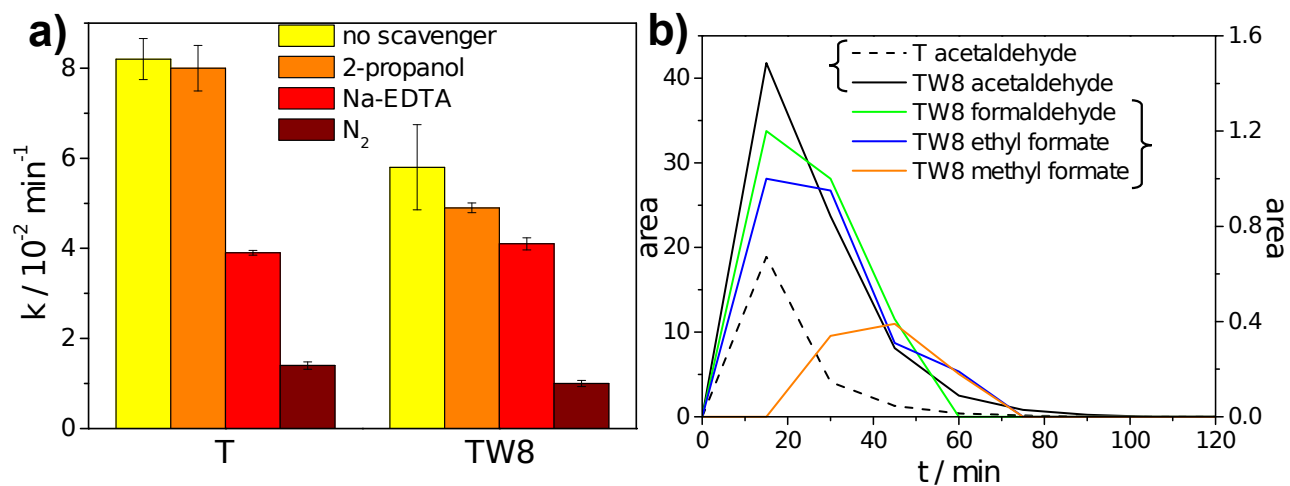 a)
no scavenger
2-propanol
Na-EDTA
N₂
k / 10⁻² min⁻¹
8
6
4
2
0
T TW8
b)
T acetaldehyde
TW8 acetaldehyde
TW8 formaldehyde
TW8 ethyl formate
TW8 methyl formate
area
40
30
20
10
0
1.6
1.2
0.8
0.4
0.0
area
0 20 40 60 80 100 120
t / min